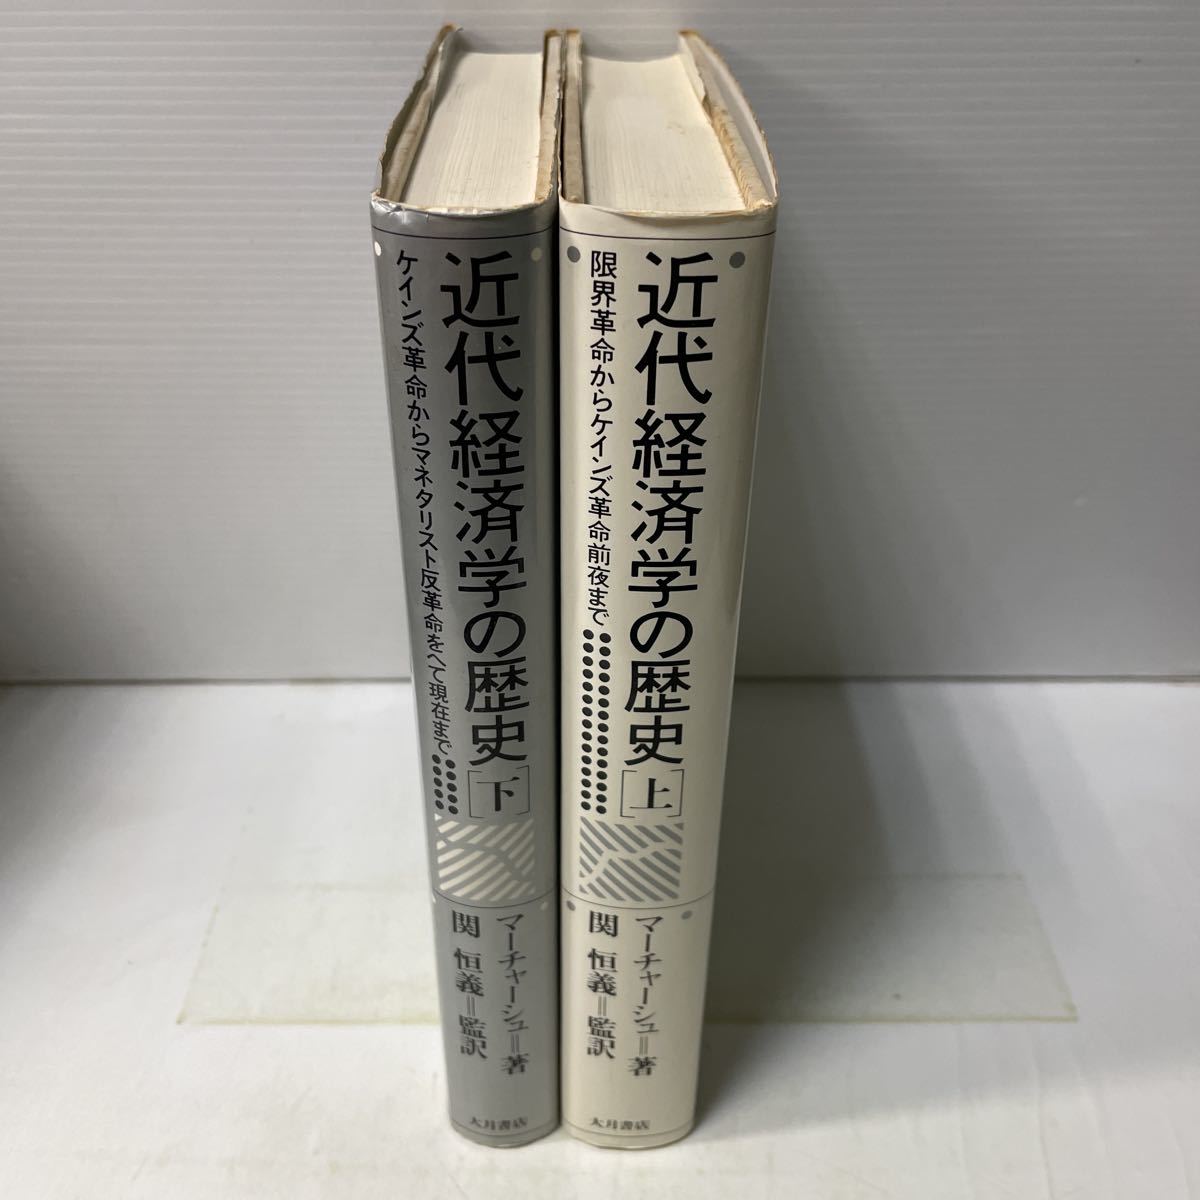 近代経済学の歴史[上]
限界革命からケインズ革命前夜まで
マーチャーシュ=著
関 恒義=監訳
大月書店
近代経済学の歴史[下]
ケインズ革命からマネタリスト反革命をへて現在まで
マーチャーシュ=著
関 恒義=監訳
大月書店